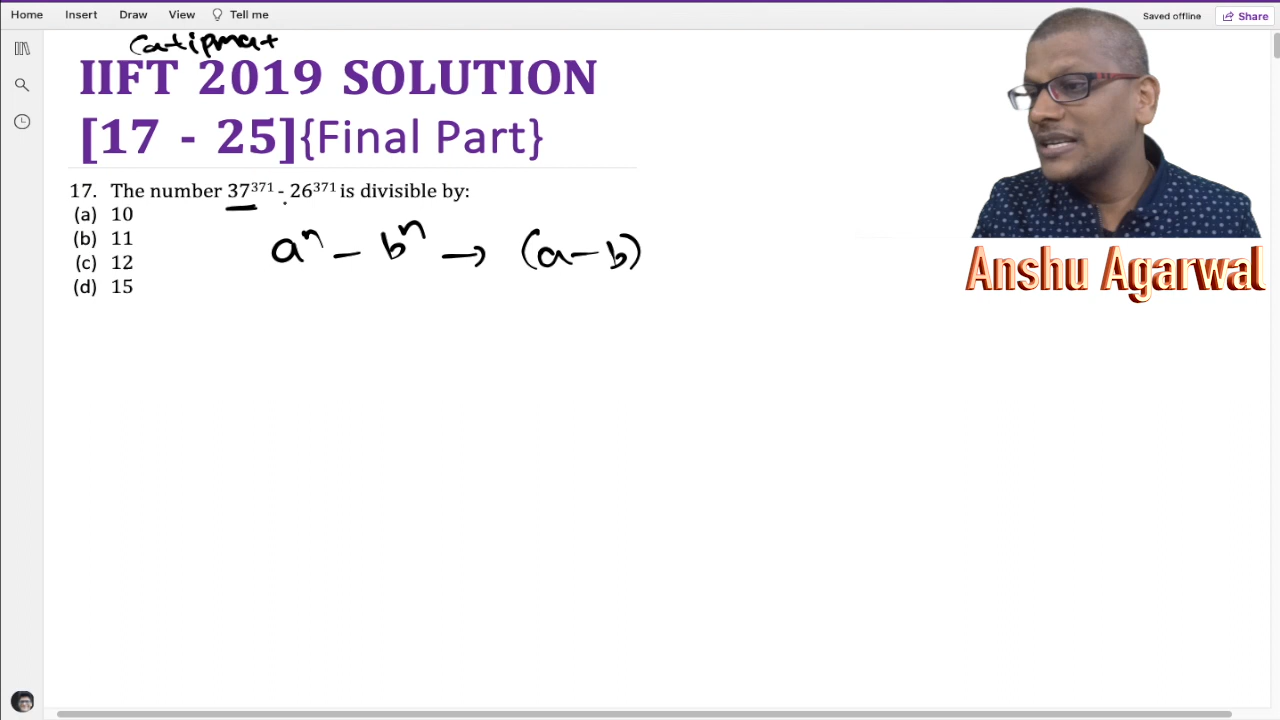 Home Insert Draw View Tell me Saved offline Share
Catipmat
IIFT 2019 SOLUTION
[17 - 25]{Final Part}
17. The number 37³⁷¹ - 26³⁷¹ is divisible by:
(a) 10
(b) 11
(c) 12
(d) 15
aⁿ – bⁿ → (a – b)
Anshu Agarwal